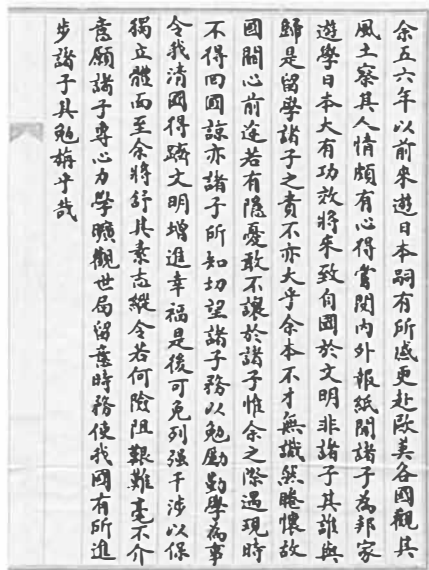 余五六年以前來遊日本嗣有所感更赴歐美各國觀其
風土察其人情頗有心得嘗閱內外報紙聞諸子為邦家
遊學日本大有功效將來致自國於文明非諸子其誰與
歸是留學諸子之責不亦大乎余本不才無識然睠懷故
國關心前途若有隱憂敢不讓於諸子惟余之際遇現時
不得回國諒亦諸子所知切望諸子務以勉勵勤學為事
令我清國得躋文明增進幸福是後可免列强干涉以保
獨立體面至余將舒其素志縱令若何險阻艱難毫不介
意願諸子專心力學曠觀世局留意時務使我國有所進
步諸子其勉旃乎哉